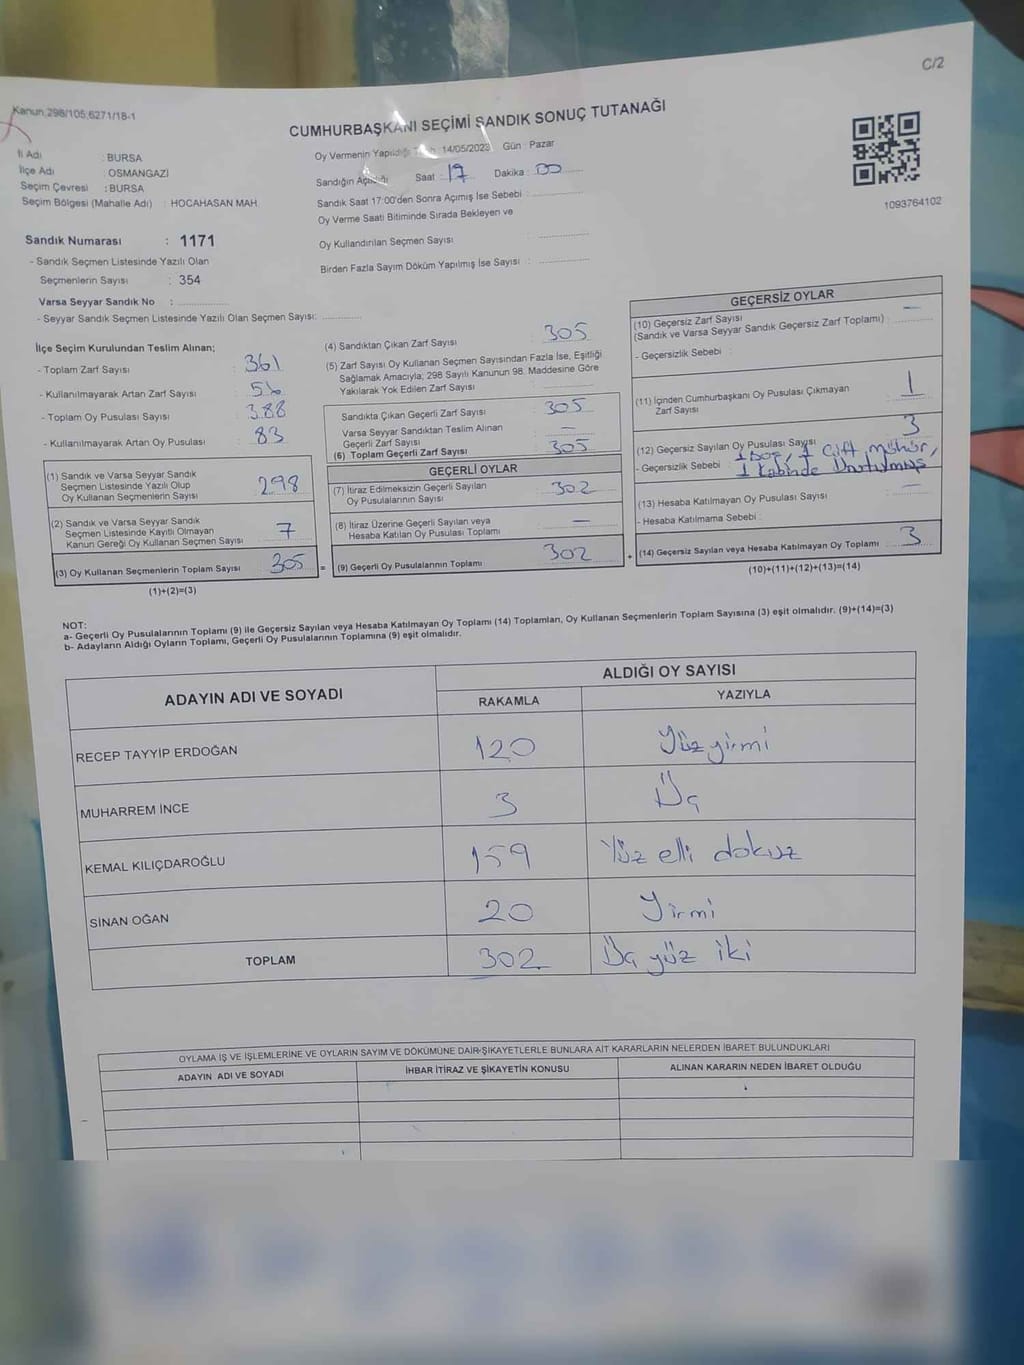 C/2
Kanun:298/105;6271/18-1
CUMHURBAŞKANI SEÇİMİ SANDIK SONUÇ TUTANAĞI
İl Adı : BURSA
İlçe Adı : OSMANGAZİ
Seçim Çevresi : BURSA
Seçim Bölgesi (Mahalle Adı) : HOCAHASAN MAH.
Oy Vermenin Yapıldığı : 14/05/2023 Gün : Pazar
Sandığın Açıldığı Saat : 17 Dakika : 00
Sandık Saat 17:00'den Sonra Açımış İse Sebebi :
Oy Verme Saati Bitiminde Sırada Bekleyen ve
Oy Kullandırılan Seçmen Sayısı :
Birden Fazla Sayım Döküm Yapılmış İse Sayısı :
1093764102
Sandık Numarası : 1171
- Sandık Seçmen Listesinde Yazılı Olan
Seçmenlerin Sayısı : 354
Varsa Seyyar Sandık No :
- Seyyar Sandık Seçmen Listesinde Yazılı Olan Seçmen Sayısı:
İlçe Seçim Kurulundan Teslim Alınan;
- Toplam Zarf Sayısı : 361
- Kullanılmayarak Artan Zarf Sayısı : 56
- Toplam Oy Pusulası Sayısı : 388
- Kullanılmayarak Artan Oy Pusulası : 83
(1) Sandık ve Varsa Seyyar Sandık
Seçmen Listesinde Yazılı Olup
Oy Kullanan Seçmenlerin Sayısı 298
(2) Sandık ve Varsa Seyyar Sandık
Seçmen Listesinde Kayıtlı Olmayan
Kanun Gereği Oy Kullanan Seçmen Sayısı 7
(3) Oy Kullanan Seçmenlerin Toplam Sayısı 305 =
(1)+(2)=(3)
(4) Sandıktan Çıkan Zarf Sayısı : 305
(5) Zarf Sayısı Oy Kullanan Seçmen Sayısından Fazla İse, Eşitliği
Sağlamak Amacıyla; 298 Sayılı Kanunun 98. Maddesine Göre
Yakılarak Yok Edilen Zarf Sayısı :
Sandıkta Çıkan Geçerli Zarf Sayısı : 305
Varsa Seyyar Sandıktan Teslim Alınan
Geçerli Zarf Sayısı : —
(6) Toplam Geçerli Zarf Sayısı : 305
GEÇERLİ OYLAR
(7) İtiraz Edilmeksizin Geçerli Sayılan
Oy Pusulalarının Sayısı : 302
(8) İtiraz Üzerine Geçerli Sayılan veya
Hesaba Katılan Oy Pusulası Toplamı : —
(9) Geçerli Oy Pusulalarının Toplamı 302 +
GEÇERSİZ OYLAR
(10) Geçersiz Zarf Sayısı —
(Sandık ve Varsa Seyyar Sandık Geçersiz Zarf Toplamı) :
- Geçersizlik Sebebi :
(11) İçinden Cumhurbaşkanı Oy Pusulası Çıkmayan
Zarf Sayısı : 1
(12) Geçersiz Sayılan Oy Pusulası Sayısı 3
- Geçersizlik Sebebi : 1 boş, 1 çift mühür,
1 kabinde yırtılmış
(13) Hesaba Katılmayan Oy Pusulası Sayısı : —
- Hesaba Katılmama Sebebi :
(14) Geçersiz Sayılan veya Hesaba Katılmayan Oy Toplamı 3
(10)+(11)+(12)+(13)=(14)
NOT:
a- Geçerli Oy Pusulalarının Toplamı (9) ile Geçersiz Sayılan veya Hesaba Katılmayan Oy Toplamı (14) Toplamları, Oy Kullanan Seçmenlerin Toplam Sayısına (3) eşit olmalıdır. (9)+(14)=(3)
b- Adayların Aldığı Oyların Toplamı, Geçerli Oy Pusulalarının Toplamına (9) eşit olmalıdır.
ADAYIN ADI VE SOYADI
ALDIĞI OY SAYISI
RAKAMLA YAZIYLA
RECEP TAYYİP ERDOĞAN 120 Yüz yirmi
MUHARREM İNCE 3 Üç
KEMAL KILIÇDAROĞLU 159 Yüz elli dokuz
SİNAN OĞAN 20 Yirmi
TOPLAM 302 Üç yüz iki
OYLAMA İŞ VE İŞLEMLERİNE VE OYLARIN SAYIM VE DÖKÜMÜNE DAİR ŞİKAYETLERLE BUNLARA AİT KARARLARIN NELERDEN İBARET BULUNDUKLARI
ADAYIN ADI VE SOYADI İHBAR İTİRAZ VE ŞİKAYETİN KONUSU ALINAN KARARIN NEDEN İBARET OLDUĞU